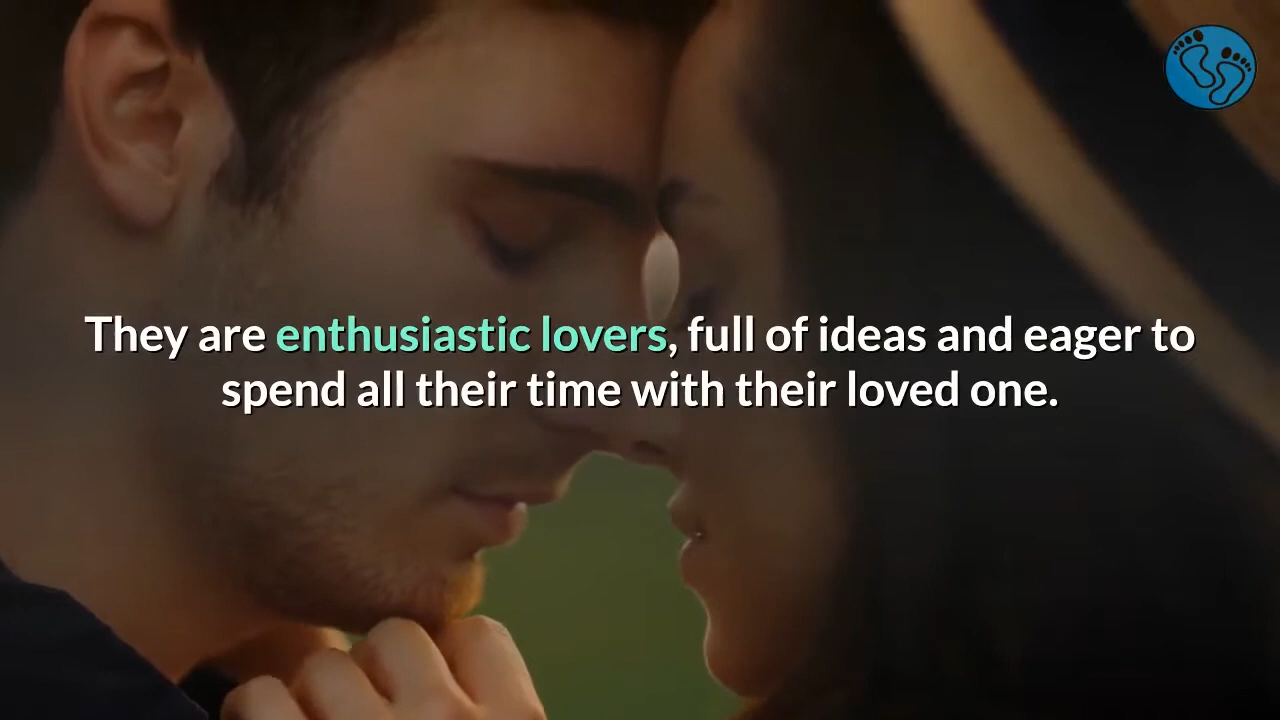 They are enthusiastic lovers, full of ideas and eager to
spend all their time with their loved one.